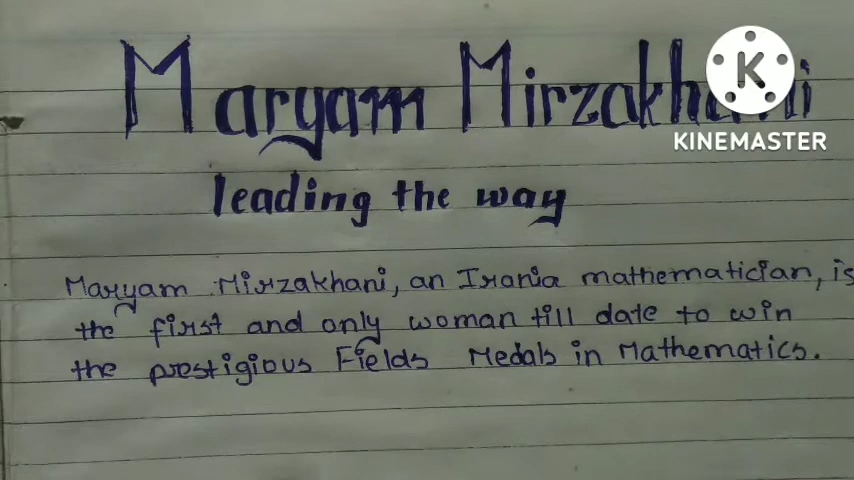 Maryam Mirzakhani
K
KINEMASTER
leading the way
Maryam Mirzakhani, an Irania mathematician, is
the first and only woman till date to win
the prestigious Fields Medals in Mathematics.